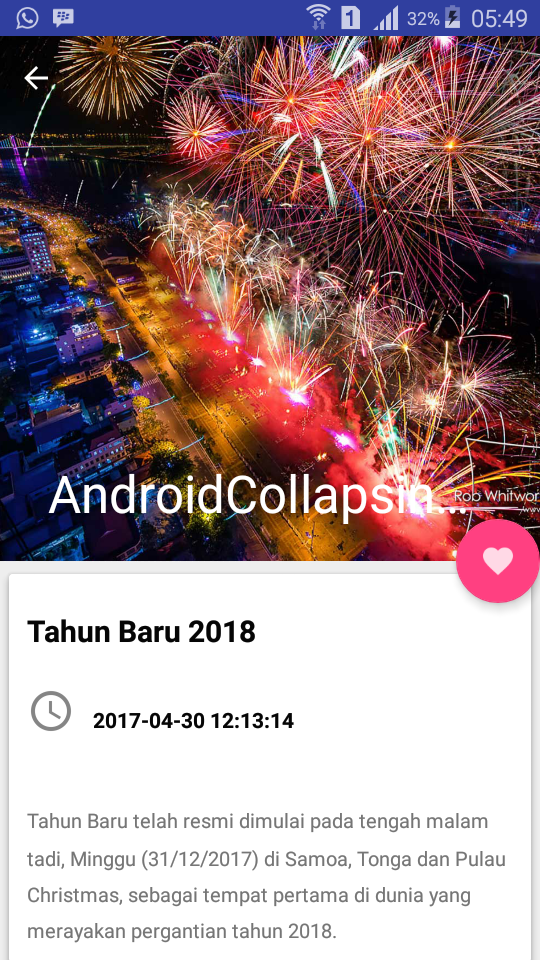 1 32% 05:49
AndroidCollapsin...
Rob Whitwor
Tahun Baru 2018
2017-04-30 12:13:14
Tahun Baru telah resmi dimulai pada tengah malam
tadi, Minggu (31/12/2017) di Samoa, Tonga dan Pulau
Christmas, sebagai tempat pertama di dunia yang
merayakan pergantian tahun 2018.